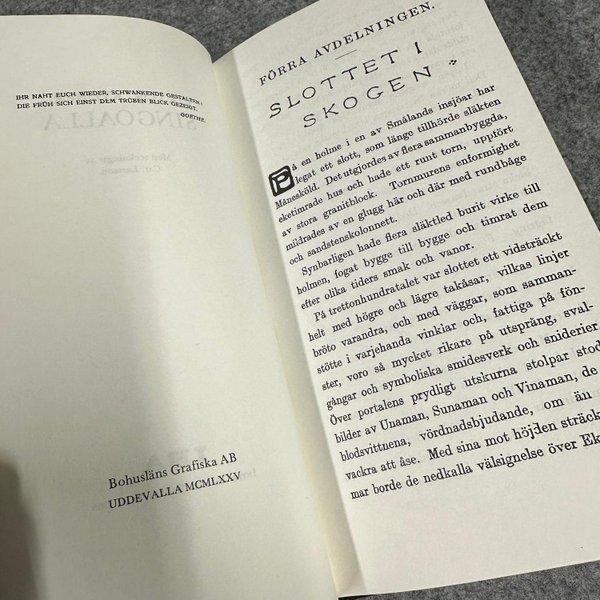 IHR NAHT EUCH WIEDER, SCHWANKENDE GESTALTEN!
DIE FRÜH SICH EINST DEM TRÜBEN BLICK GEZEIGT.
GOETHE.
SINGOALLA
Bohusläns Grafiska AB
UDDEVALLA MCMLXXV
FÖRRA AVDELNINGEN.
SLOTTET I
SKOGEN
På en holme i en av Smålands insjöar har
legat ett slott, som länge tillhörde släkten
Månesköld. Det utgjordes av flera sammanbyggda,
eketimrade hus och hade ett runt torn, uppfört
av stora granitblock. Tornmurens enformighet
mildrades av en glugg här och där med rundbåge
och sandstenskolonnett.
Synbarligen hade flera släktled burit virke till
holmen, fogat bygge till bygge och timrat dem
efter olika tiders smak och vanor.
På trettonhundratalet var slottet ett vidsträckt
helt med högre och lägre takåsar, vilkas linjer
bröto varandra, och med väggar, som samman-
stötte i varjehanda vinklar och, fattiga på fön-
ster, voro så mycket rikare på utsprång, sval-
gångar och symboliska smidesverk och sniderier
Över portalens prydligt utskurna stolpar stod
bilder av Unaman, Sunaman och Vinaman, de
blodsvittnena, vördnadsbjudande, om än
vackra att åse. Med sina mot höjden sträck
mar borde de nedkalla välsignelse över Ek